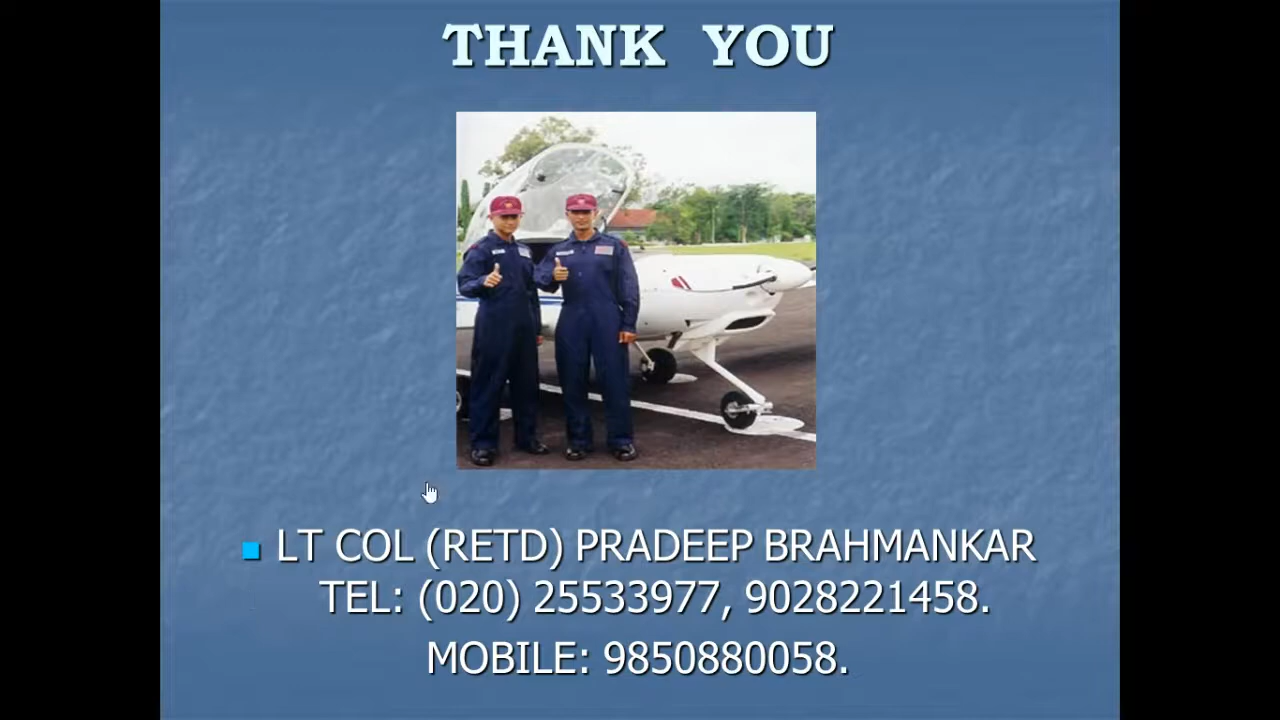 THANK YOU
LT COL (RETD) PRADEEP BRAHMANKAR
TEL: (020) 25533977, 9028221458.
MOBILE: 9850880058.